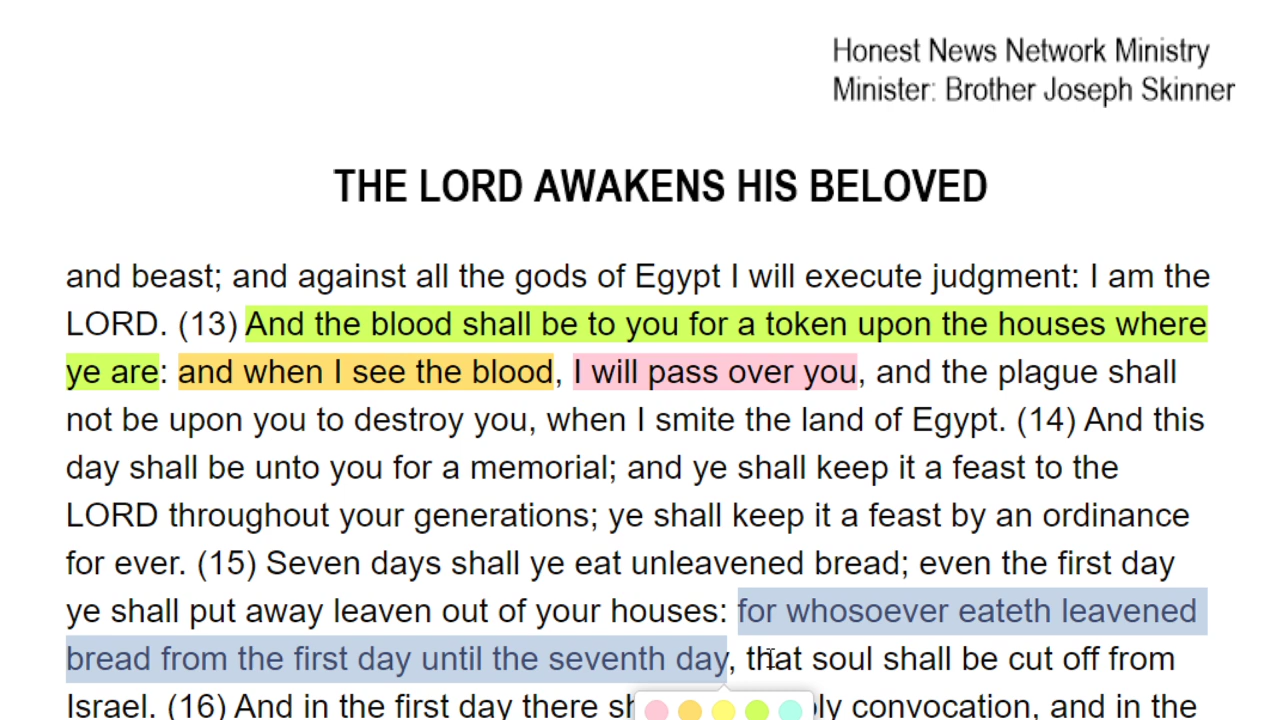 Honest News Network Ministry
Minister: Brother Joseph Skinner
THE LORD AWAKENS HIS BELOVED
and beast; and against all the gods of Egypt I will execute judgment: I am the
LORD. (13) And the blood shall be to you for a token upon the houses where
ye are: and when I see the blood, I will pass over you, and the plague shall
not be upon you to destroy you, when I smite the land of Egypt. (14) And this
day shall be unto you for a memorial; and ye shall keep it a feast to the
LORD throughout your generations; ye shall keep it a feast by an ordinance
for ever. (15) Seven days shall ye eat unleavened bread; even the first day
ye shall put away leaven out of your houses: for whosoever eateth leavened
bread from the first day until the seventh day, that soul shall be cut off from
Israel. (16) And in the first day there convocation, and in the